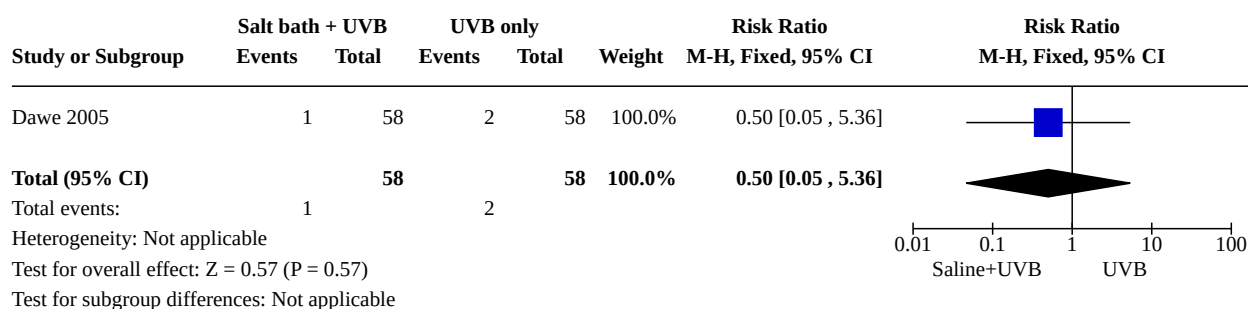 Salt bath + UVB UVB only Risk Ratio Risk Ratio
Study or Subgroup Events Total Events Total Weight M-H, Fixed, 95% CI M-H, Fixed, 95% CI
Dawe 2005 1 58 2 58 100.0% 0.50 [0.05 , 5.36]
Total (95% CI) 58 58 100.0% 0.50 [0.05 , 5.36]
Total events: 1 2
Heterogeneity: Not applicable
0.01 0.1 1 10 100
Test for overall effect: Z = 0.57 (P = 0.57) Saline+UVB UVB
Test for subgroup differences: Not applicable